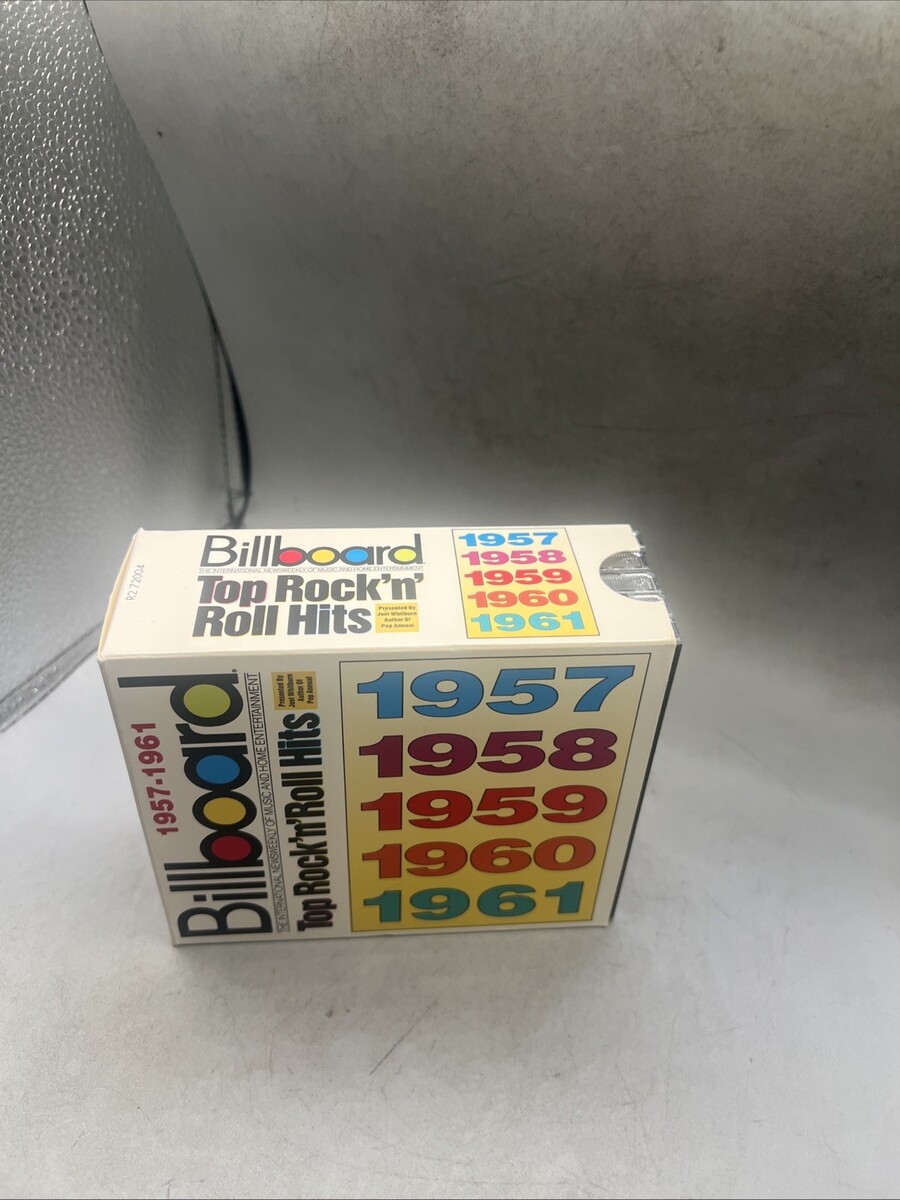 R2 72004
Billboard
THE INTERNATIONAL NEWSWEEKLY OF MUSIC AND HOME ENTERTAINMENT
Top Rock'n'
Roll Hits
Presented By
Joel Whitburn
Author Of
Pop Annual
1957
1958
1959
1960
1961
1957-1961
Billboard
THE INTERNATIONAL NEWSWEEKLY OF MUSIC AND HOME ENTERTAINMENT
Top Rock'n'Roll Hits
Presented By
Joel Whitburn
Author Of
Pop Annual
1957
1958
1959
1960
1961